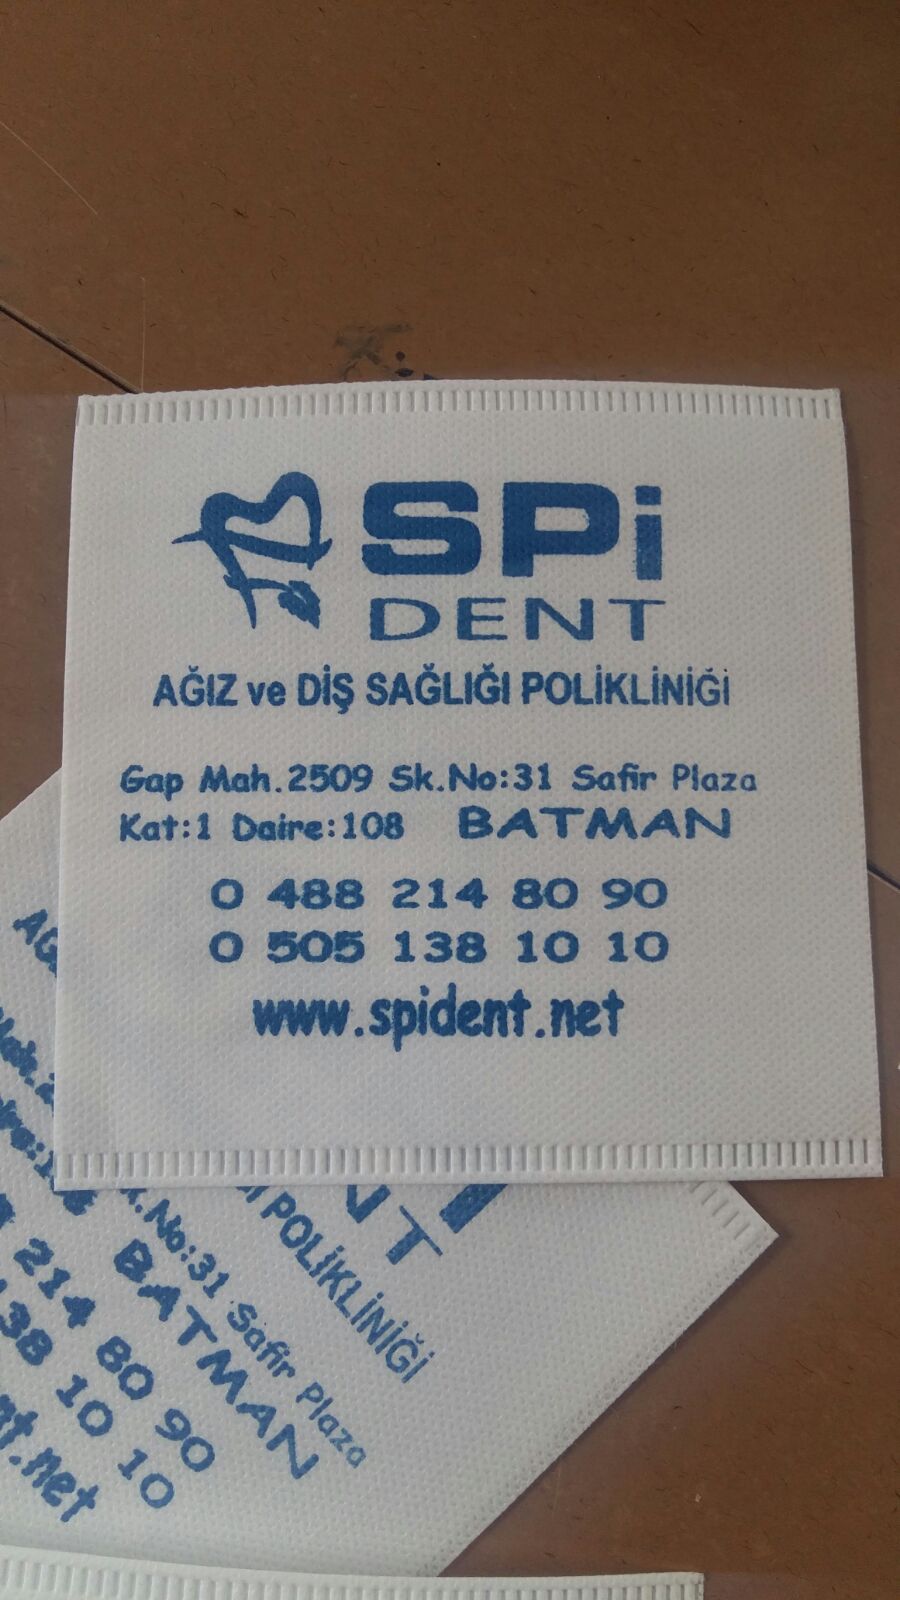 SPi
DENT
AĞIZ ve DİŞ SAĞLIĞI POLİKLİNİĞİ
Gap Mah.2509 Sk.No:31 Safir Plaza
Kat:1 Daire:108 BATMAN
0 488 214 80 90
0 505 138 10 10
www.spident.net
POLİKLİNİĞİ
No:31 Safir Plaza
BATMAN
214 80 90
38 10 10
.net